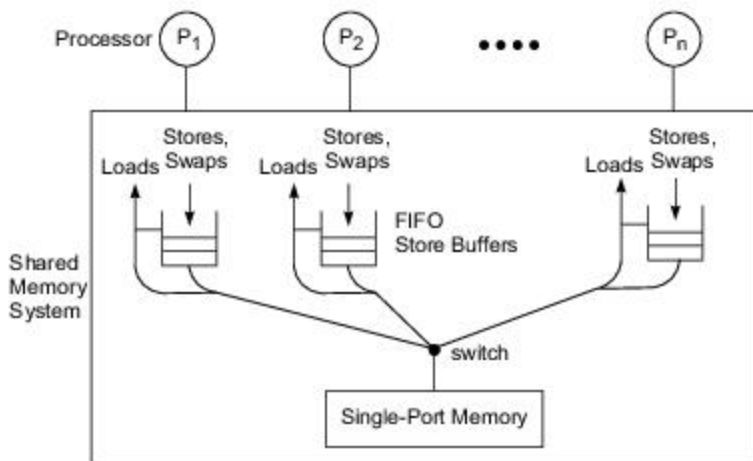 Processor P1 P2 Pn
Stores, Stores, Stores,
Loads Swaps Loads Swaps Loads Swaps
FIFO
Store Buffers
Shared
Memory
System
switch
Single-Port Memory